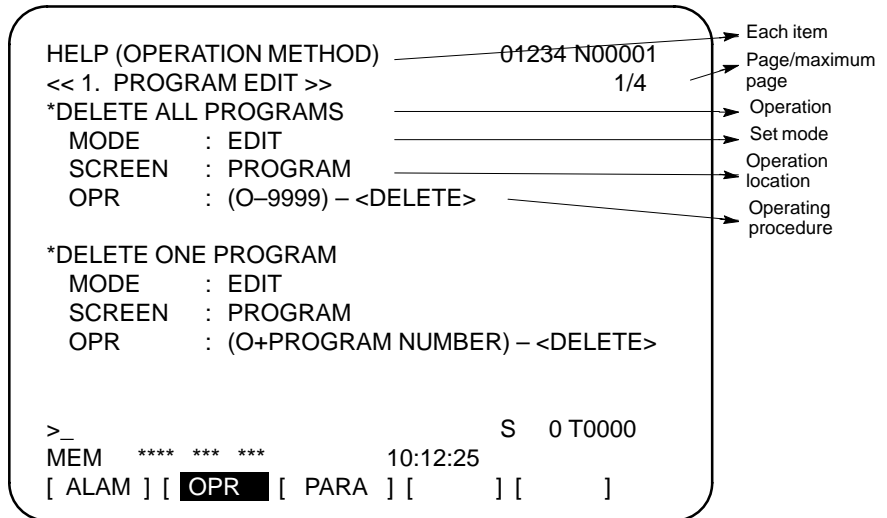 HELP (OPERATION METHOD) 01234 N00001
<< 1. PROGRAM EDIT >> 1/4
*DELETE ALL PROGRAMS
MODE : EDIT
SCREEN : PROGRAM
OPR : (O–9999) – <DELETE>
*DELETE ONE PROGRAM
MODE : EDIT
SCREEN : PROGRAM
OPR : (O+PROGRAM NUMBER) – <DELETE>
>_ S 0 T0000
MEM **** *** *** 10:12:25
[ ALAM ] [ OPR [ PARA ] [ ] [ ]
Each item
Page/maximum
page
Operation
Set mode
Operation
location
Operating
procedure